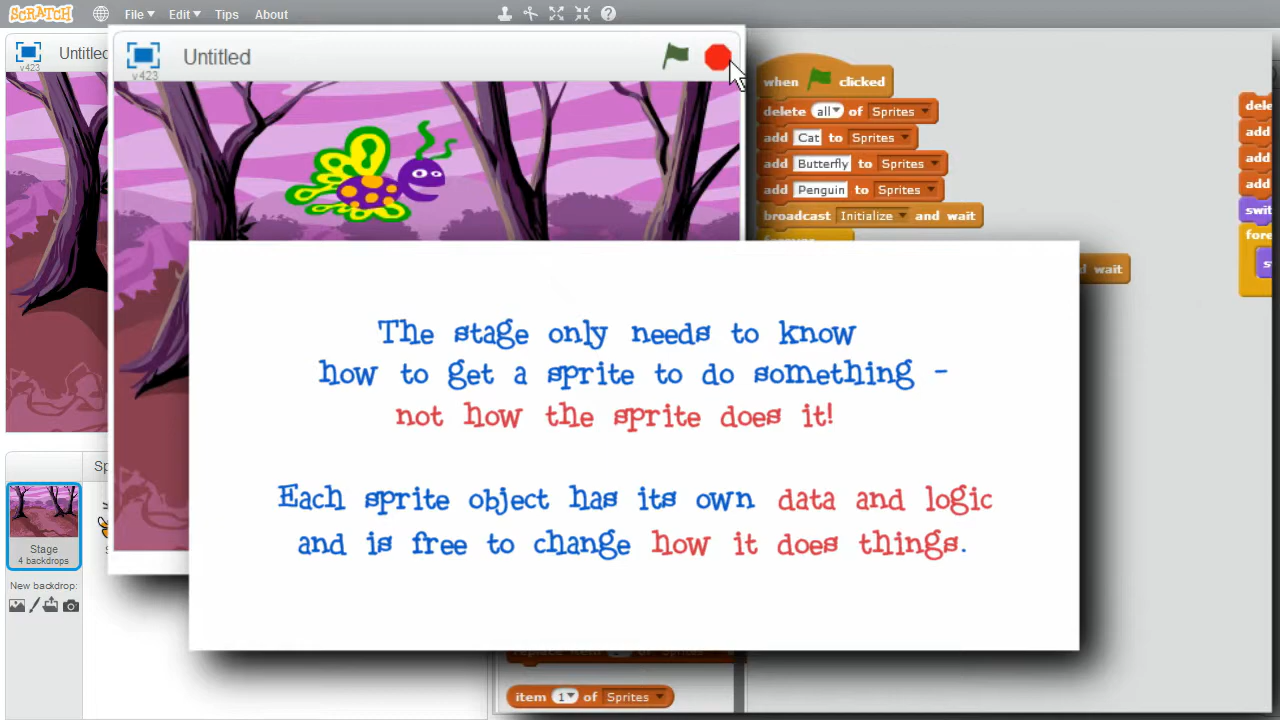 SCRATCH
File
Edit
Tips
About
v423
Untitled
v423
Untitled
when clicked
delete all of Sprites
add Cat to Sprites
add Butterfly to Sprites
add Penguin to Sprites
broadcast Initialize and wait
forever
wait
The stage only needs to know
how to get a sprite to do something -
not how the sprite does it!
Each sprite object has its own data and logic
and is free to change how it does things.
Stage
4 backdrops
New backdrop:
item 1 of Sprites